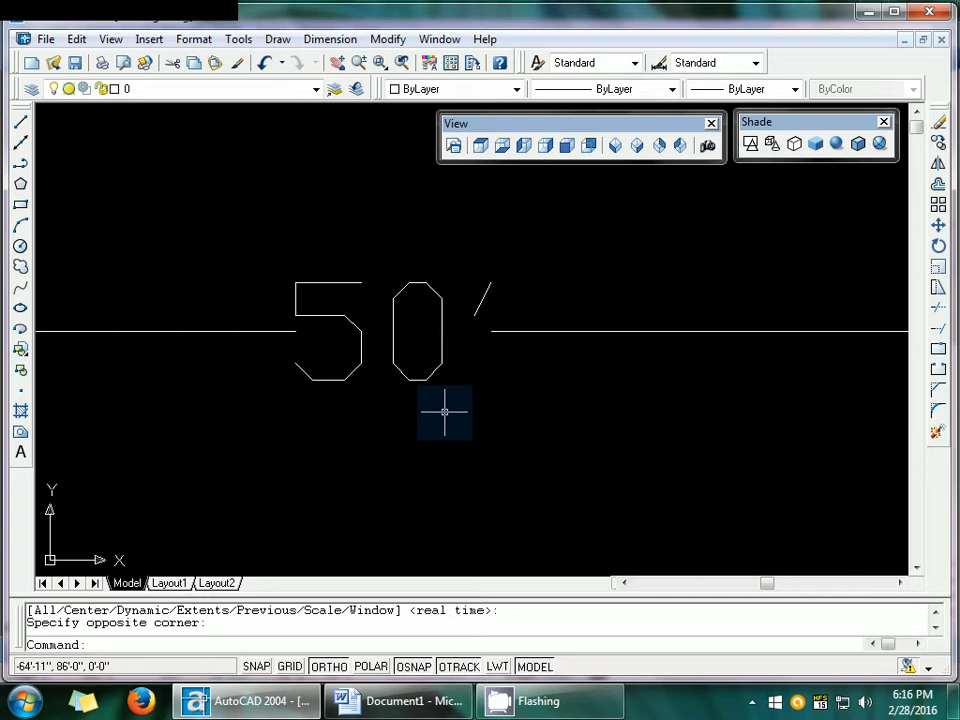 File Edit View Insert Format Tools Draw Dimension Modify Window Help
Standard Standard
0 ByLayer ByLayer ByLayer ByColor
View Shade
50'
Y
X
Model Layout1 Layout2
[All/Center/Dynamic/Extents/Previous/Scale/Window] <real time>:
Specify opposite corner:
Command:
-64'-11", 86'-0", 0'-0" SNAP GRID ORTHO POLAR OSNAP OTRACK LWT MODEL
AutoCAD 2004 - [... Document1 - Mic... Flashing
HFS 15
6:16 PM
2/28/2016